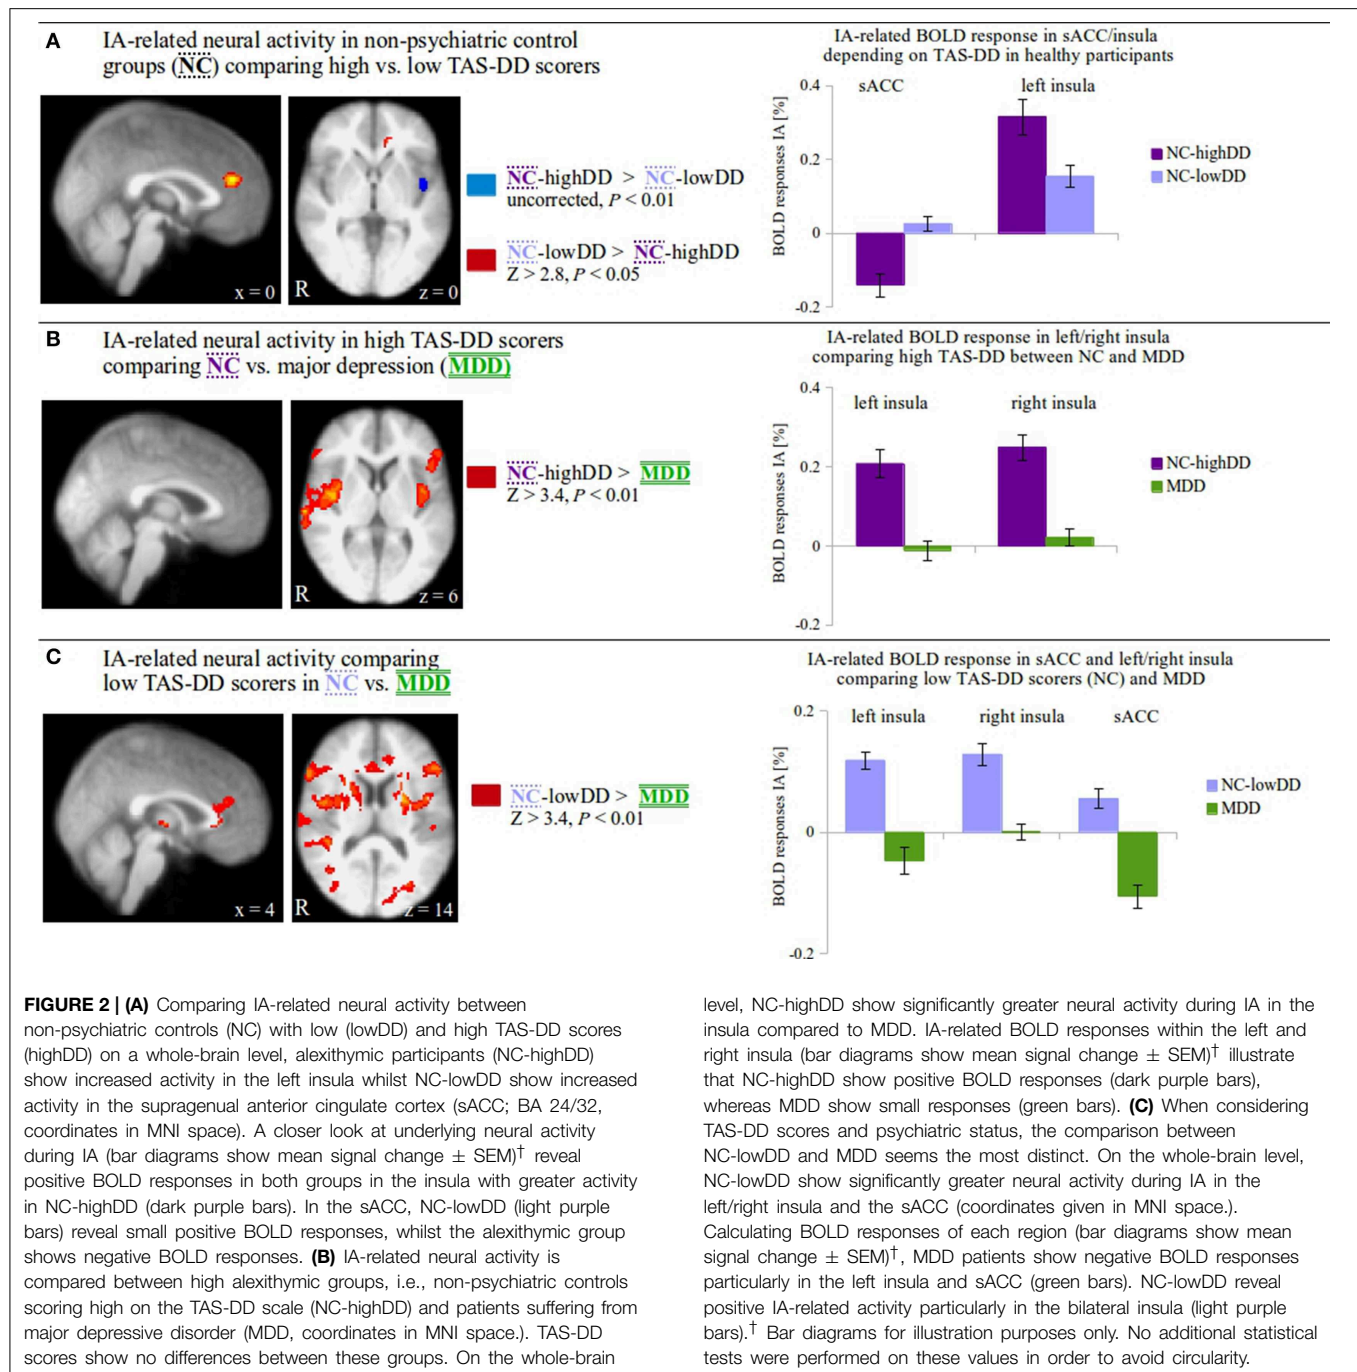 A IA-related neural activity in non-psychiatric control
groups (NC) comparing high vs. low TAS-DD scorers
x = 0
R
z = 0
NC-highDD > NC-lowDD
uncorrected, P < 0.01
NC-lowDD > NC-highDD
Z > 2.8, P < 0.05
IA-related BOLD response in sACC/insula
depending on TAS-DD in healthy participants
sACC left insula
BOLD responses IA [%]
0.4
0.2
0
-0.2
NC-highDD
NC-lowDD
B IA-related neural activity in high TAS-DD scorers
comparing NC vs. major depression (MDD)
R
z = 6
NC-highDD > MDD
Z > 3.4, P < 0.01
IA-related BOLD response in left/right insula
comparing high TAS-DD between NC and MDD
left insula right insula
BOLD responses IA [%]
0.4
0.2
0
-0.2
NC-highDD
MDD
C IA-related neural activity comparing
low TAS-DD scorers in NC vs. MDD
x = 4
R
z = 14
NC-lowDD > MDD
Z > 3.4, P < 0.01
IA-related BOLD response in sACC and left/right insula
comparing low TAS-DD scorers (NC) and MDD
left insula right insula sACC
BOLD responses IA [%]
0.2
0
-0.2
NC-lowDD
MDD
FIGURE 2 | (A) Comparing IA-related neural activity between
non-psychiatric controls (NC) with low (lowDD) and high TAS-DD scores
(highDD) on a whole-brain level, alexithymic participants (NC-highDD)
show increased activity in the left insula whilst NC-lowDD show increased
activity in the supragenual anterior cingulate cortex (sACC; BA 24/32,
coordinates in MNI space). A closer look at underlying neural activity
during IA (bar diagrams show mean signal change ± SEM)† reveal
positive BOLD responses in both groups in the insula with greater activity
in NC-highDD (dark purple bars). In the sACC, NC-lowDD (light purple
bars) reveal small positive BOLD responses, whilst the alexithymic group
shows negative BOLD responses. (B) IA-related neural activity is
compared between high alexithymic groups, i.e., non-psychiatric controls
scoring high on the TAS-DD scale (NC-highDD) and patients suffering from
major depressive disorder (MDD, coordinates in MNI space.). TAS-DD
scores show no differences between these groups. On the whole-brain
level, NC-highDD show significantly greater neural activity during IA in the
insula compared to MDD. IA-related BOLD responses within the left and
right insula (bar diagrams show mean signal change ± SEM)† illustrate
that NC-highDD show positive BOLD responses (dark purple bars),
whereas MDD show small responses (green bars). (C) When considering
TAS-DD scores and psychiatric status, the comparison between
NC-lowDD and MDD seems the most distinct. On the whole-brain level,
NC-lowDD show significantly greater neural activity during IA in the
left/right insula and the sACC (coordinates given in MNI space.).
Calculating BOLD responses of each region (bar diagrams show mean
signal change ± SEM)†, MDD patients show negative BOLD responses
particularly in the left insula and sACC (green bars). NC-lowDD reveal
positive IA-related activity particularly in the bilateral insula (light purple
bars).† Bar diagrams for illustration purposes only. No additional statistical
tests were performed on these values in order to avoid circularity.